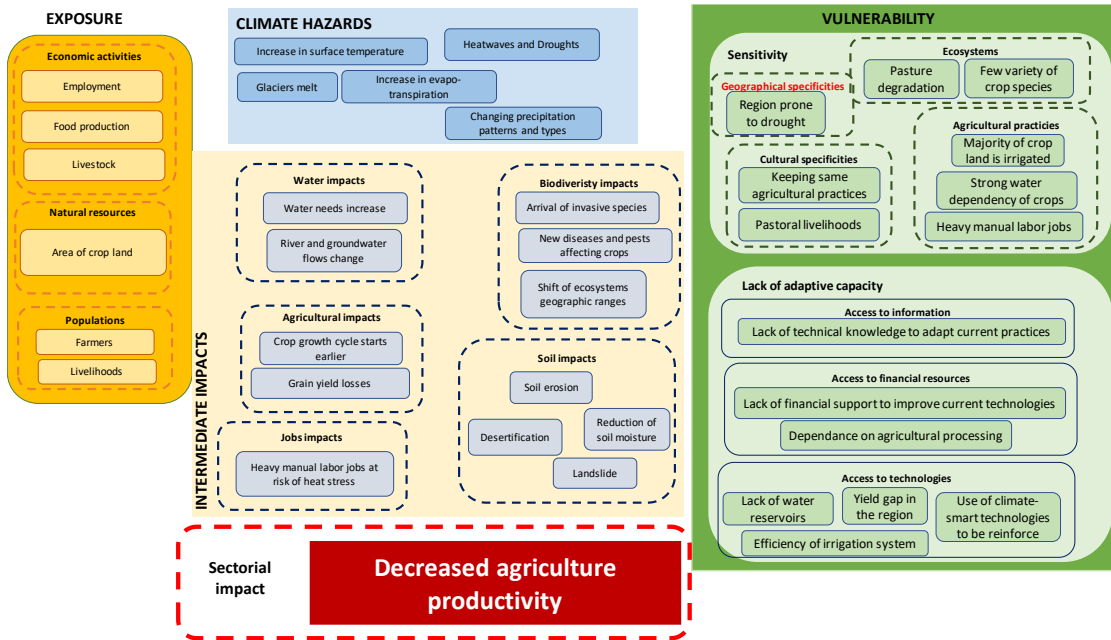 EXPOSURE
Economic activities
Employment
Food production
Livestock
Natural resources
Area of crop land
Populations
Farmers
Livelihoods
CLIMATE HAZARDS
Increase in surface temperature
Heatwaves and Droughts
Glaciers melt
Increase in evapo-
transpiration
Changing precipitation
patterns and types
INTERMEDIATE IMPACTS
Water impacts
Water needs increase
River and groundwater
flows change
Agricultural impacts
Crop growth cycle starts
earlier
Grain yield losses
Jobs impacts
Heavy manual labor jobs at
risk of heat stress
Biodiveristy impacts
Arrival of invasive species
New diseases and pests
affecting crops
Shift of ecosystems
geographic ranges
Soil impacts
Soil erosion
Desertification
Reduction of
soil moisture
Landslide
Sectorial
impact
Decreased agriculture
productivity
VULNERABILITY
Sensitivity
Geographical specificities
Region prone
to drought
Ecosystems
Pasture
degradation
Few variety of
crop species
Cultural specificities
Keeping same
agricultural practices
Pastoral livelihoods
Agricultural practicies
Majority of crop
land is irrigated
Strong water
dependency of crops
Heavy manual labor jobs
Lack of adaptive capacity
Access to information
Lack of technical knowledge to adapt current practices
Access to financial resources
Lack of financial support to improve current technologies
Dependance on agricultural processing
Access to technologies
Lack of water
reservoirs
Yield gap in
the region
Use of climate-
smart technologies
to be reinforce
Efficiency of irrigation system